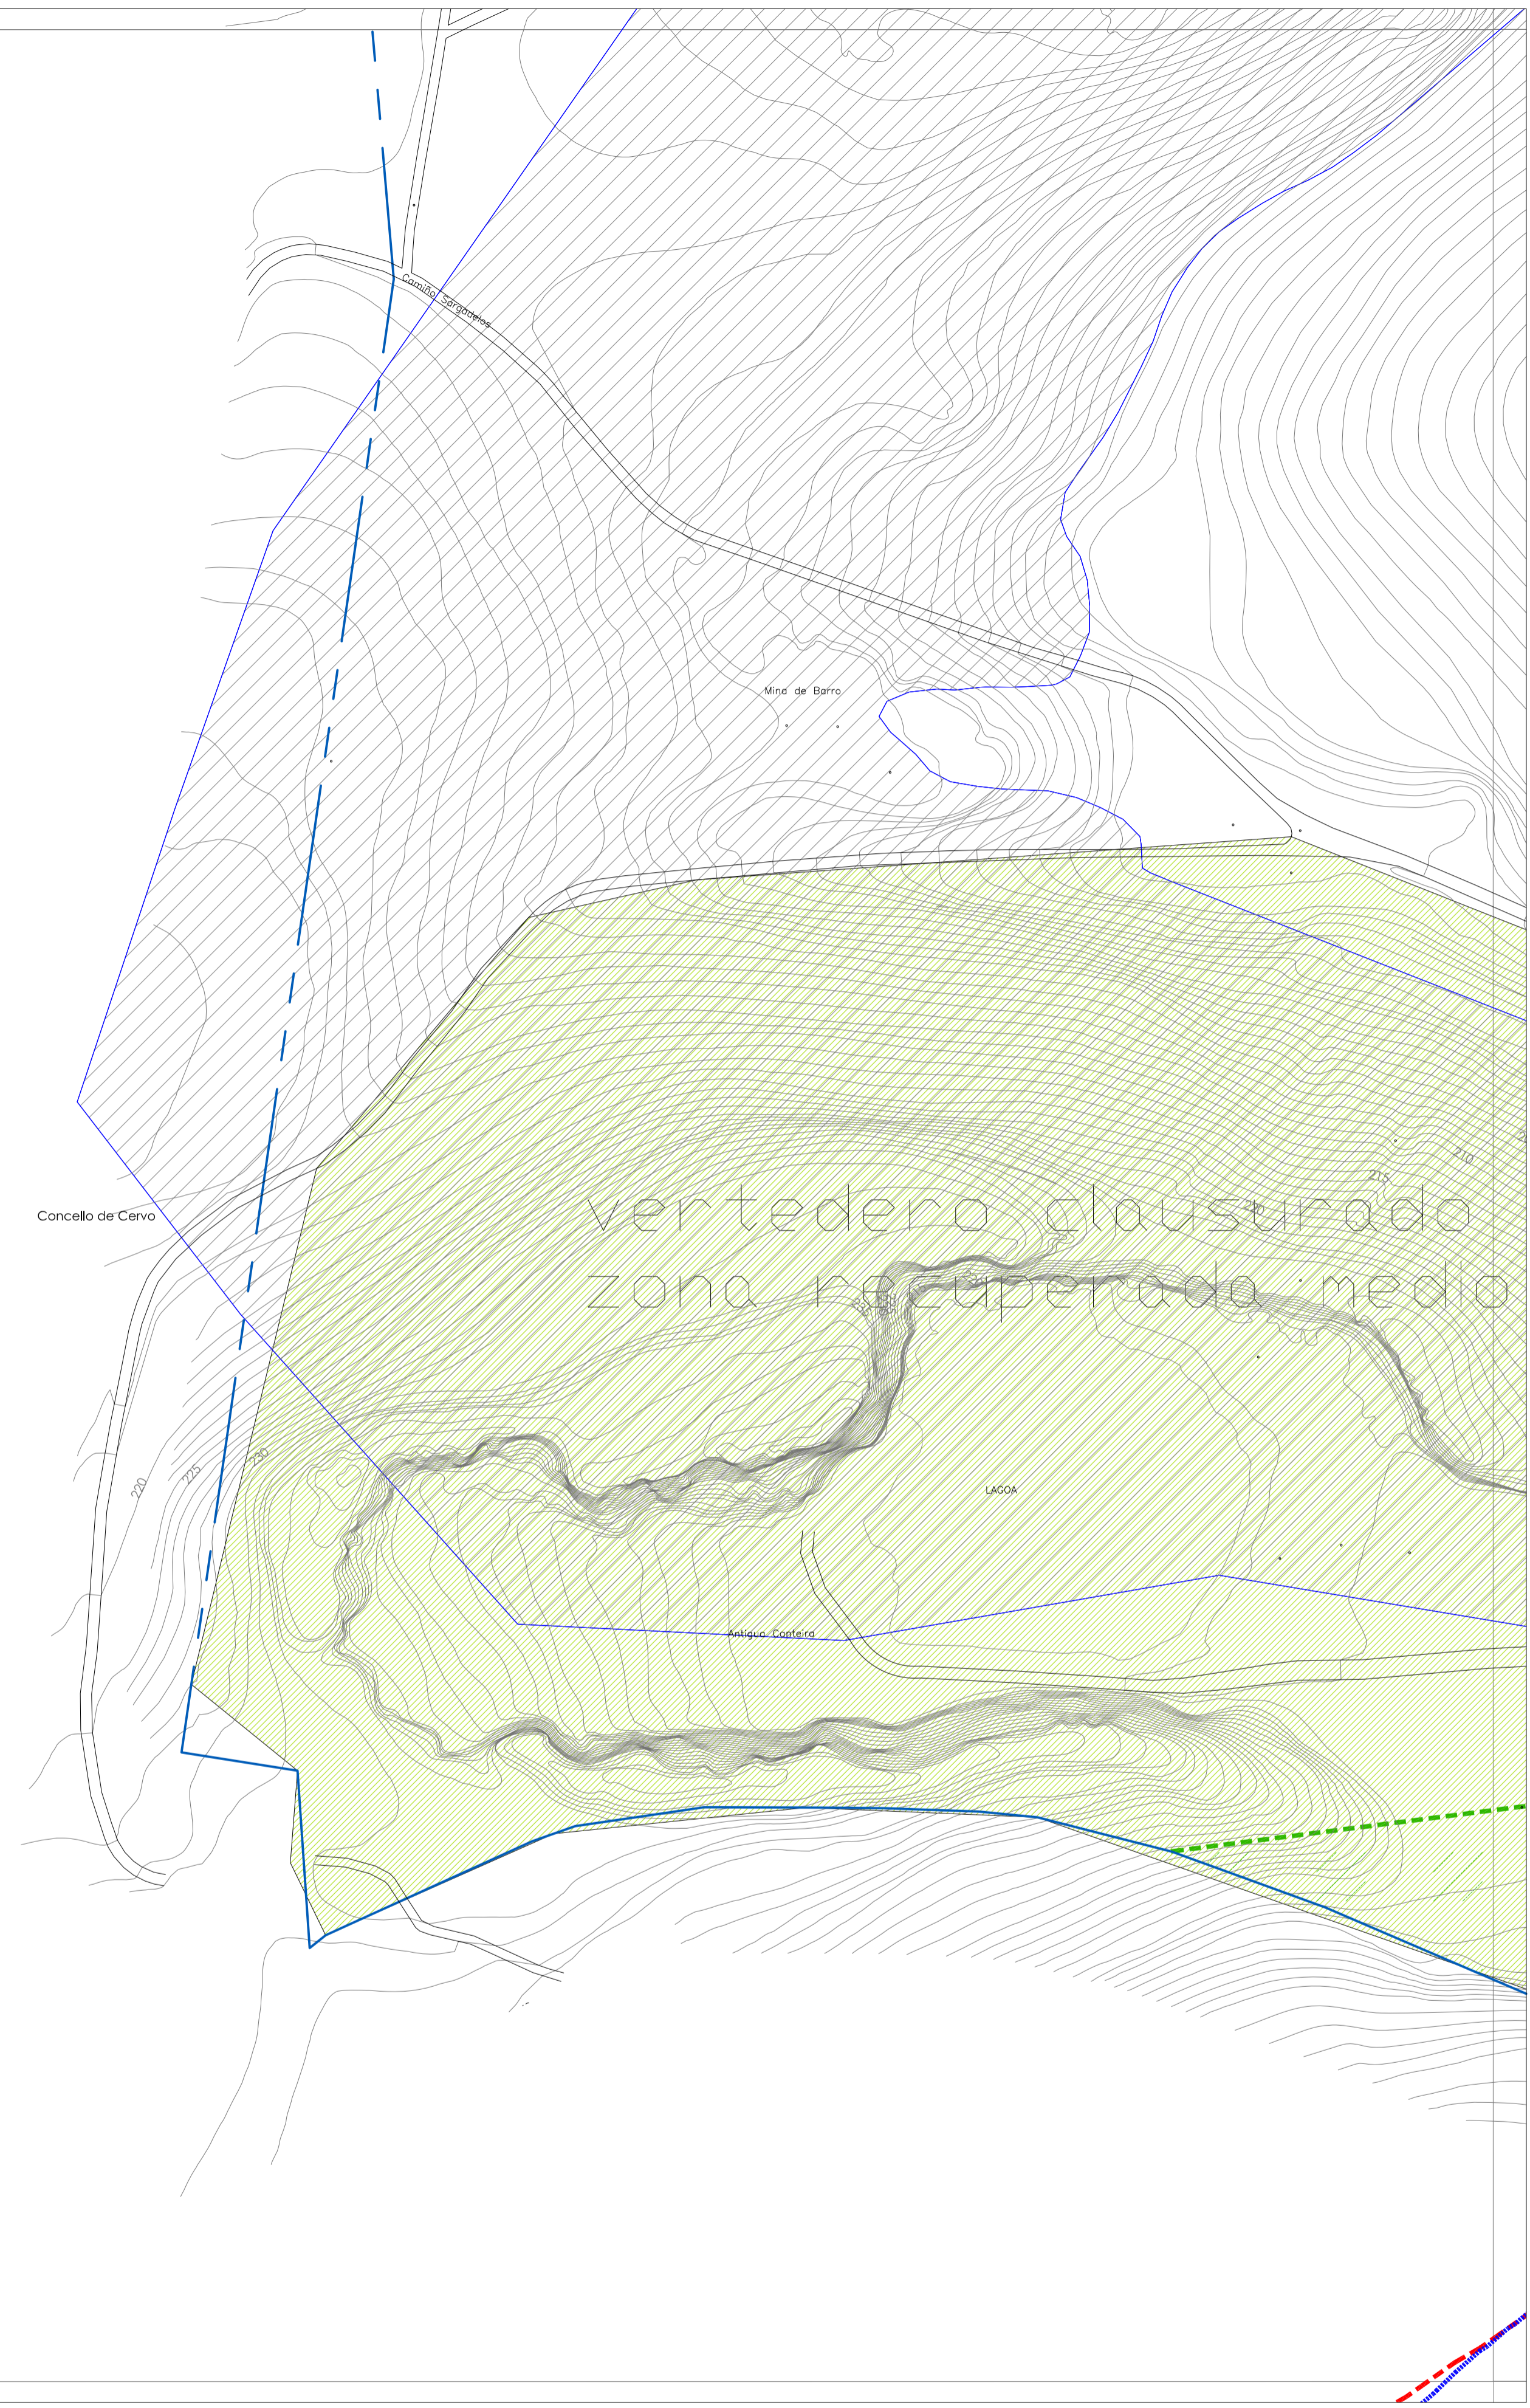 Camiño Sargadelos
Mina de Barro
210
215
220
vertedero clausurado
Concello de Cervo
zona recuperada medio
LAGOA
230
225
220
Antigua Canteira